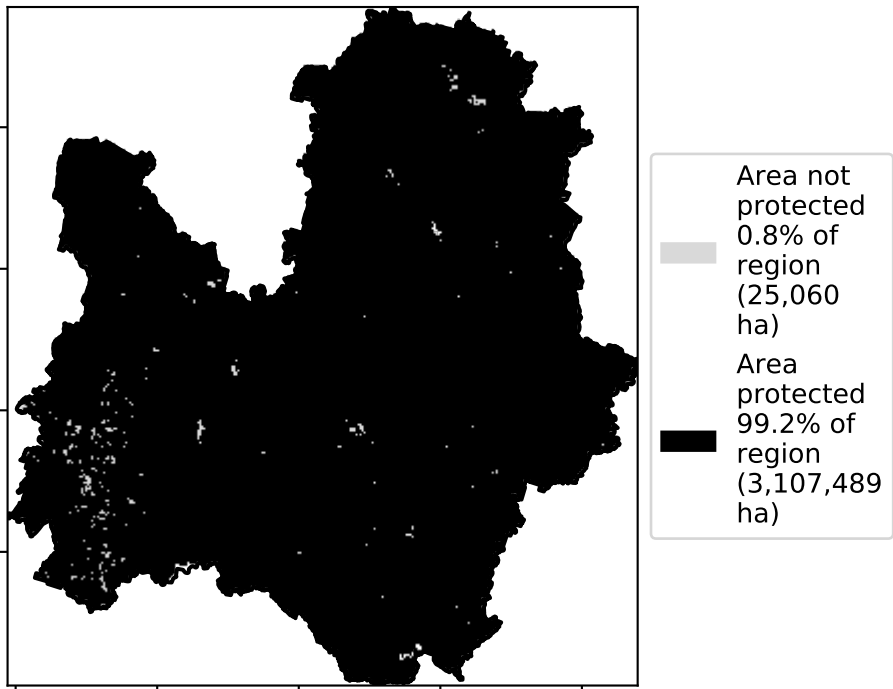 Area not
protected
0.8% of
region
(25,060
ha)
Area
protected
99.2% of
region
(3,107,489
ha)